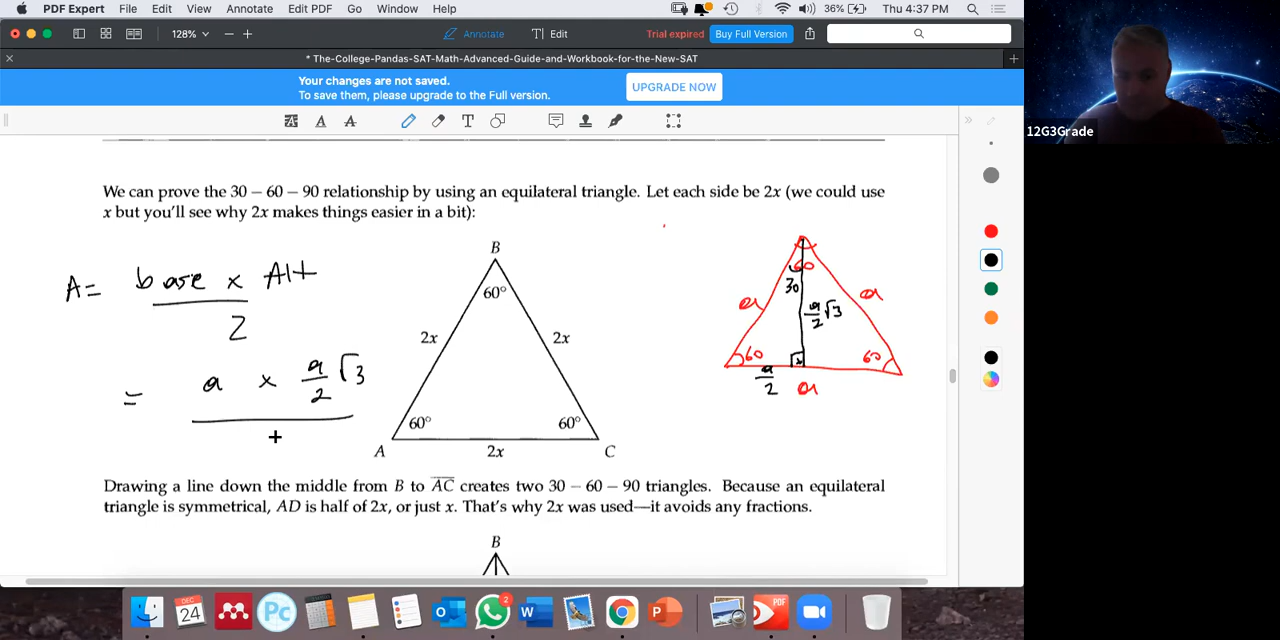 PDF Expert File Edit View Annotate Edit PDF Go Window Help 36% Thu 4:37 PM
128% Annotate Edit Trial expired Buy Full Version
* The-College-Pandas-SAT-Math-Advanced-Guide-and-Workbook-for-the-New-SAT
Your changes are not saved.
To save them, please upgrade to the Full version.
UPGRADE NOW
12G3Grade
We can prove the 30 − 60 − 90 relationship by using an equilateral triangle. Let each side be 2x (we could use
x but you'll see why 2x makes things easier in a bit):
A = base x Alt
2
= a x a/2 √3
B
60°
2x
2x
60°
60°
A
2x
C
60
30
a
a
a/2 √3
60
60
a/2
a
Drawing a line down the middle from B to AC creates two 30 − 60 − 90 triangles. Because an equilateral
triangle is symmetrical, AD is half of 2x, or just x. That's why 2x was used—it avoids any fractions.
B
DEC
24
Pc
2
W
P
PDF